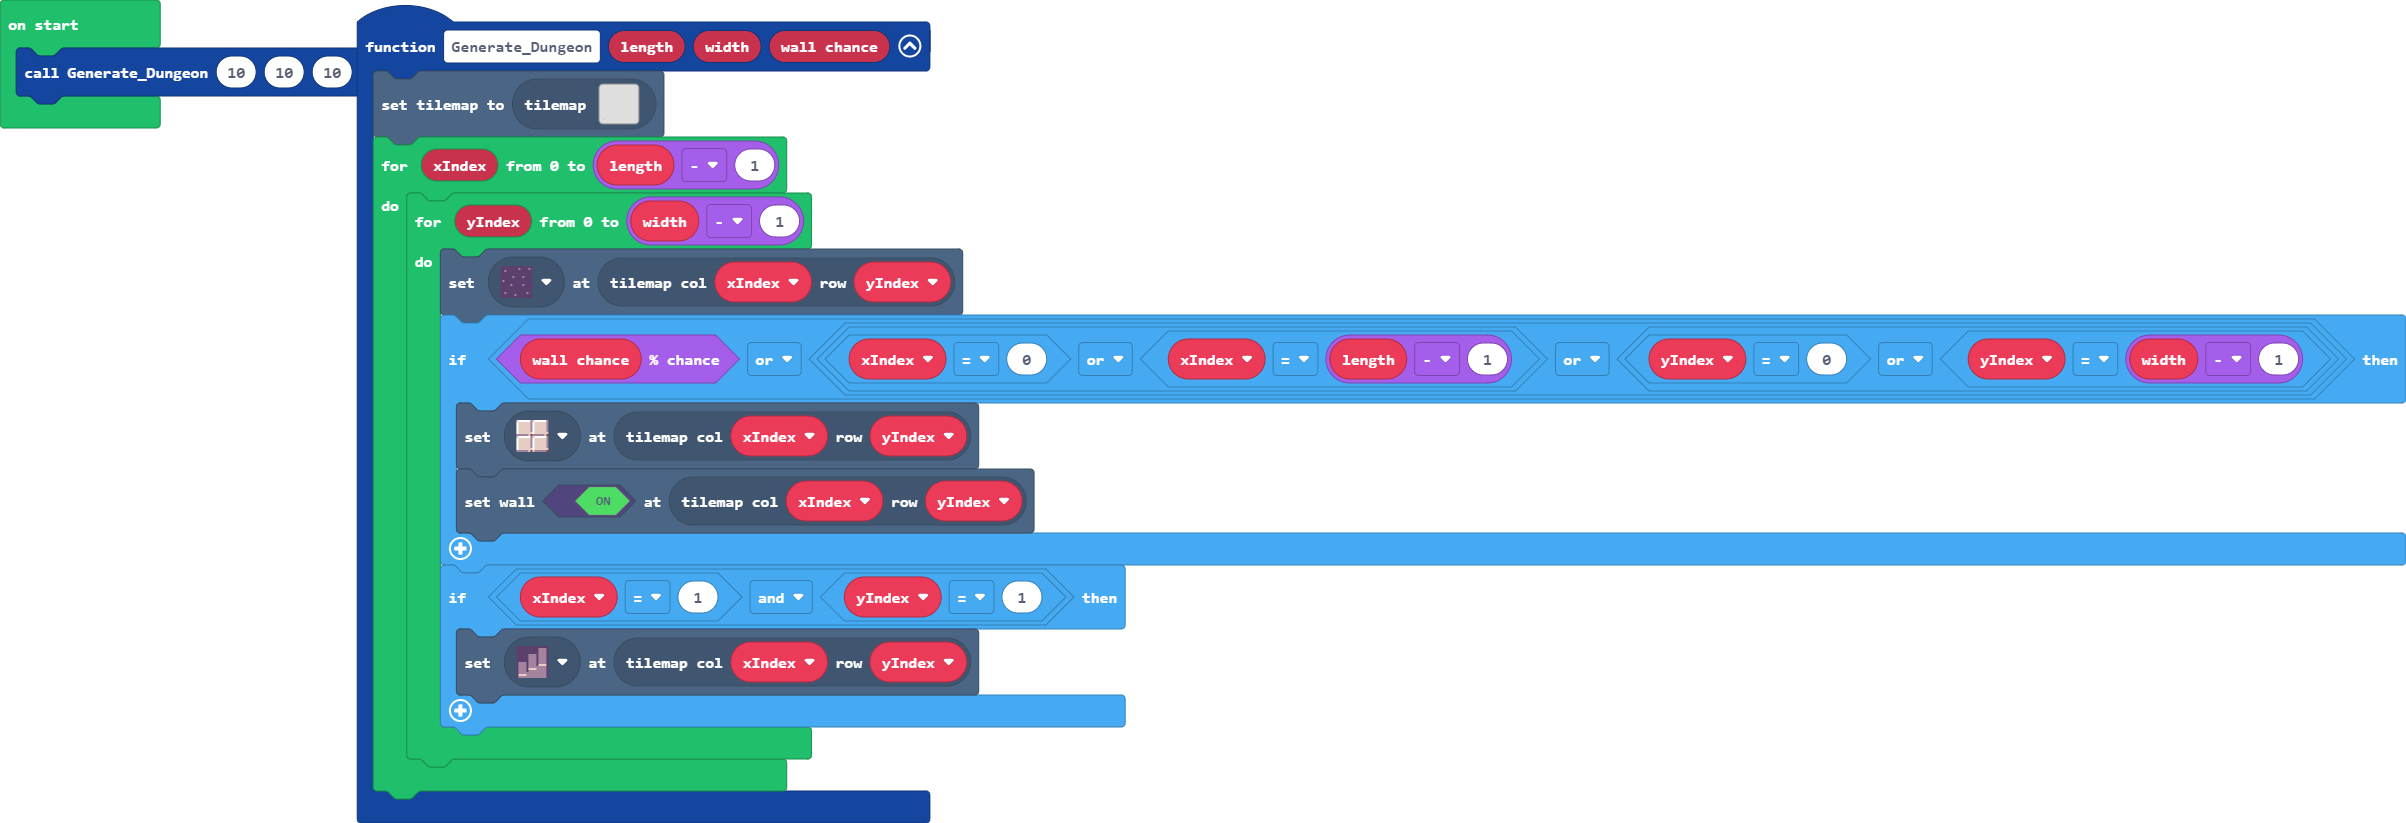 on start
call Generate_Dungeon 10 10 10
function Generate_Dungeon length width wall chance
set tilemap to tilemap
for xIndex from 0 to length - 1
do
for yIndex from 0 to width - 1
do
set at tilemap col xIndex row yIndex
if wall chance % chance or xIndex = 0 or xIndex = length - 1 or yIndex = 0 or yIndex = width - 1 then
set at tilemap col xIndex row yIndex
set wall ON at tilemap col xIndex row yIndex
if xIndex = 1 and yIndex = 1 then
set at tilemap col xIndex row yIndex